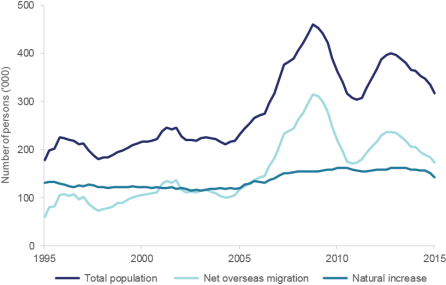 500
400
300
200
100
0
Number of persons ('000)
1995 2000 2005 2010 2015
Total population Net overseas migration Natural increase